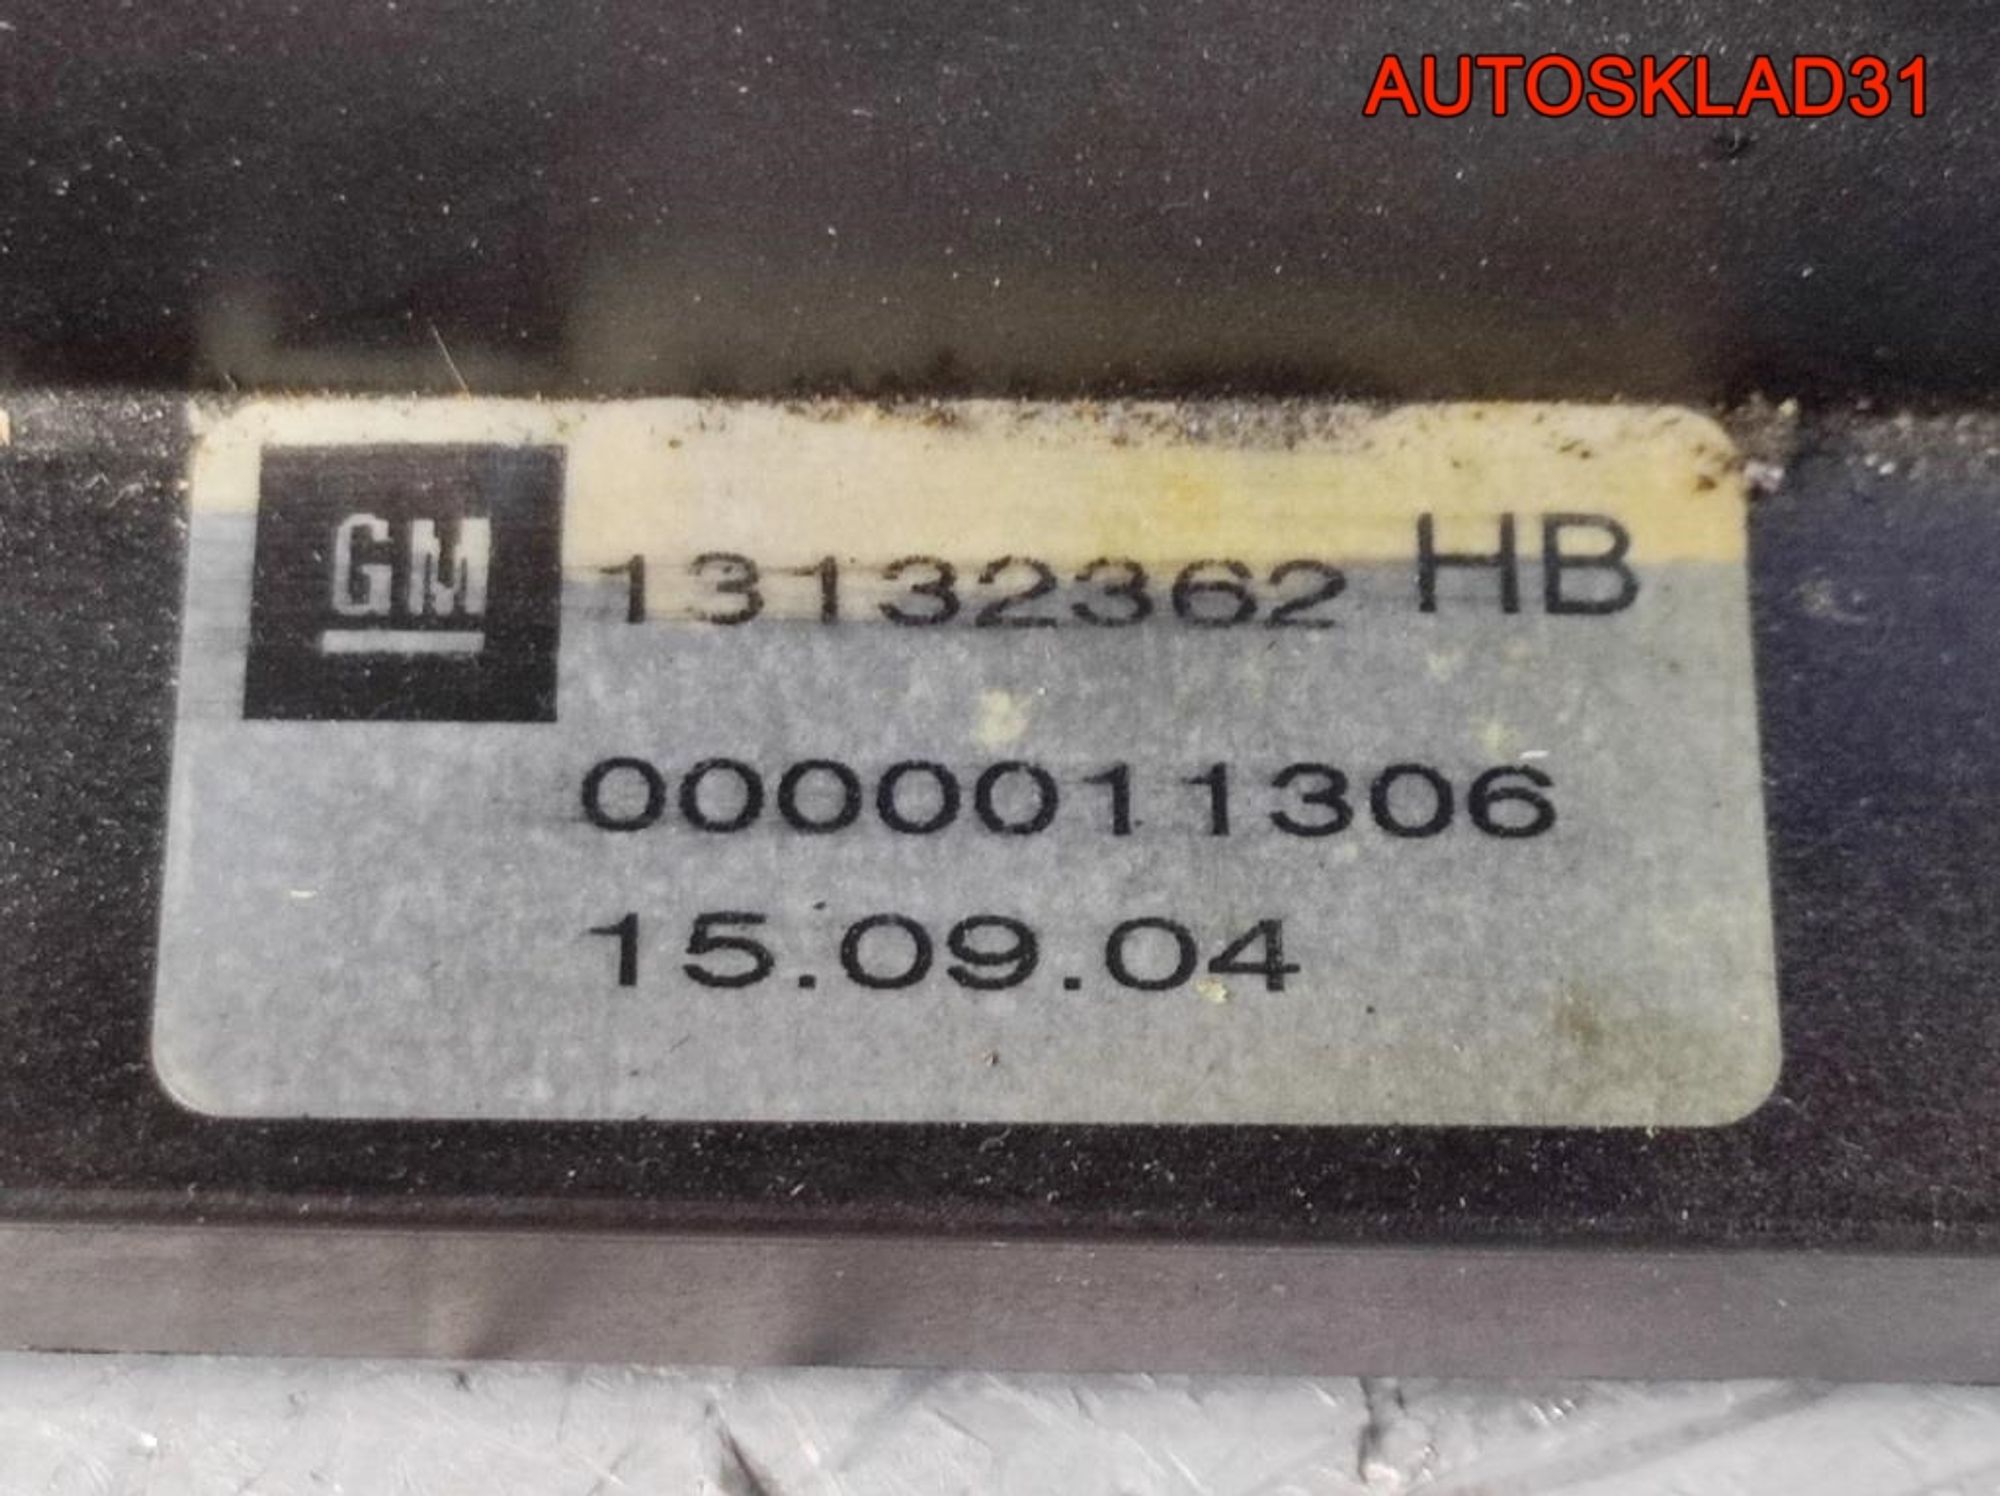 AUTOSKLAD31
GM 13132362 HB
0000011306
15.09.04